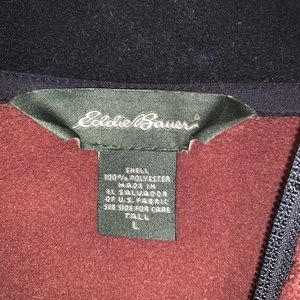 Eddie Bauer
SHELL
100% POLYESTER
MADE IN
EL SALVADOR
OF U.S. FABRIC
SEE SIDE FOR CARE
TALL
L